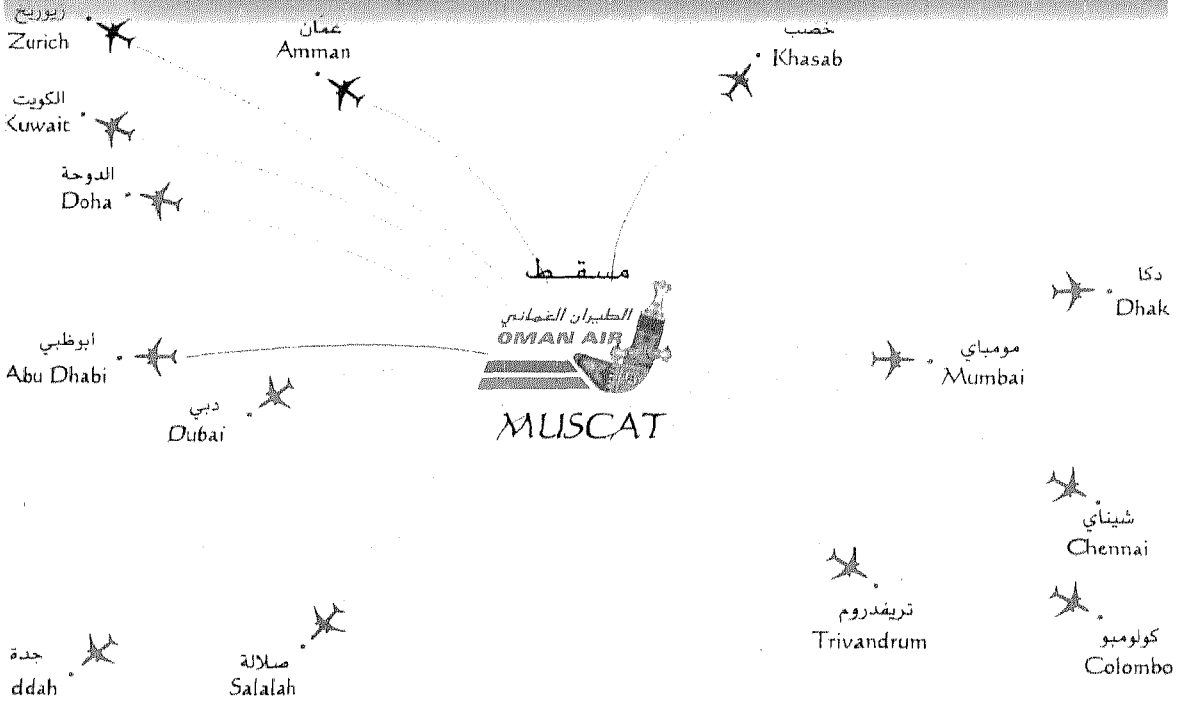 زيوريخ
Zurich
عمان
Amman
خصب
Khasab
الكويت
Kuwait
الدوحة
Doha
مسقط
الطيران العماني
OMAN AIR
MUSCAT
دكا
Dhak
ابوظبي
Abu Dhabi
مومباي
Mumbai
دبي
Dubai
شيناي
Chennai
تريفدروم
Trivandrum
كولومبو
Colombo
جدة
ddah
صلالة
Salalah